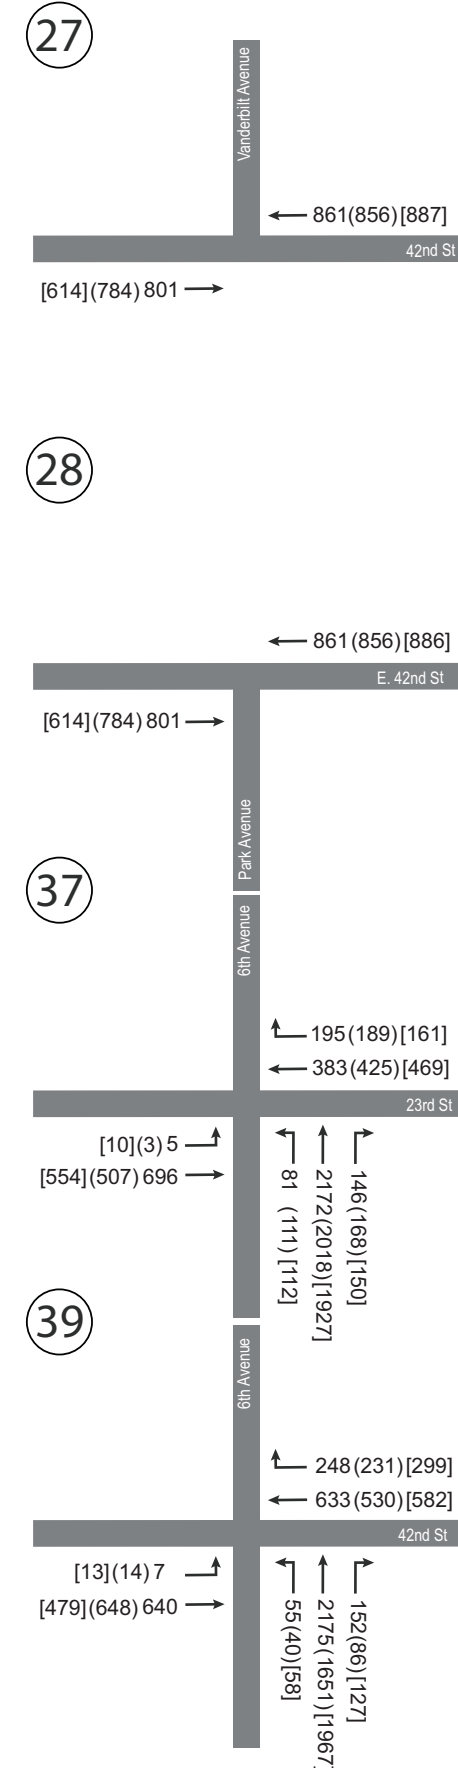 27
Vanderbilt Avenue
861(856)[887]
42nd St
[614](784)801
28
861(856)[886]
E. 42nd St
[614](784)801
Park Avenue
37
6th Avenue
195(189)[161]
383(425)[469]
23rd St
[10](3)5
[554](507)696
81 (111)[112]
2172(2018)[1927]
146(168)[150]
39
6th Avenue
248(231)[299]
633(530)[582]
42nd St
[13](14)7
[479](648)640
55(40)[58]
2175(1651)[1967]
152(86)[127]